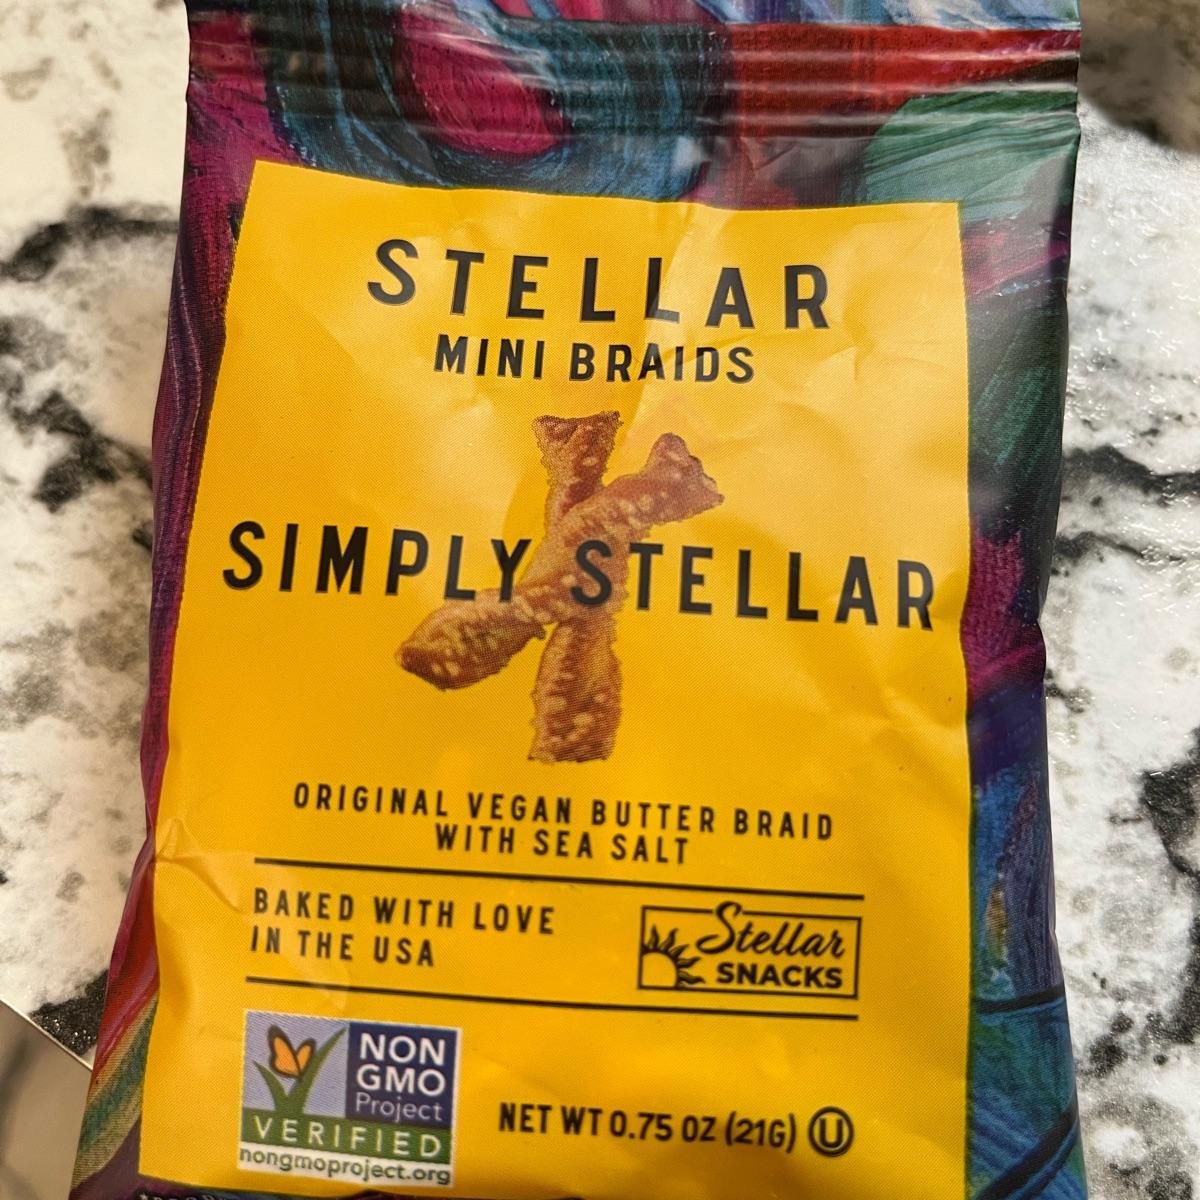 STELLAR
MINI BRAIDS
SIMPLY STELLAR
ORIGINAL VEGAN BUTTER BRAID
WITH SEA SALT
BAKED WITH LOVE
IN THE USA
Stellar
SNACKS
NON
GMO
Project
VERIFIED
nongmoproject.org
NET WT 0.75 OZ (21G) U